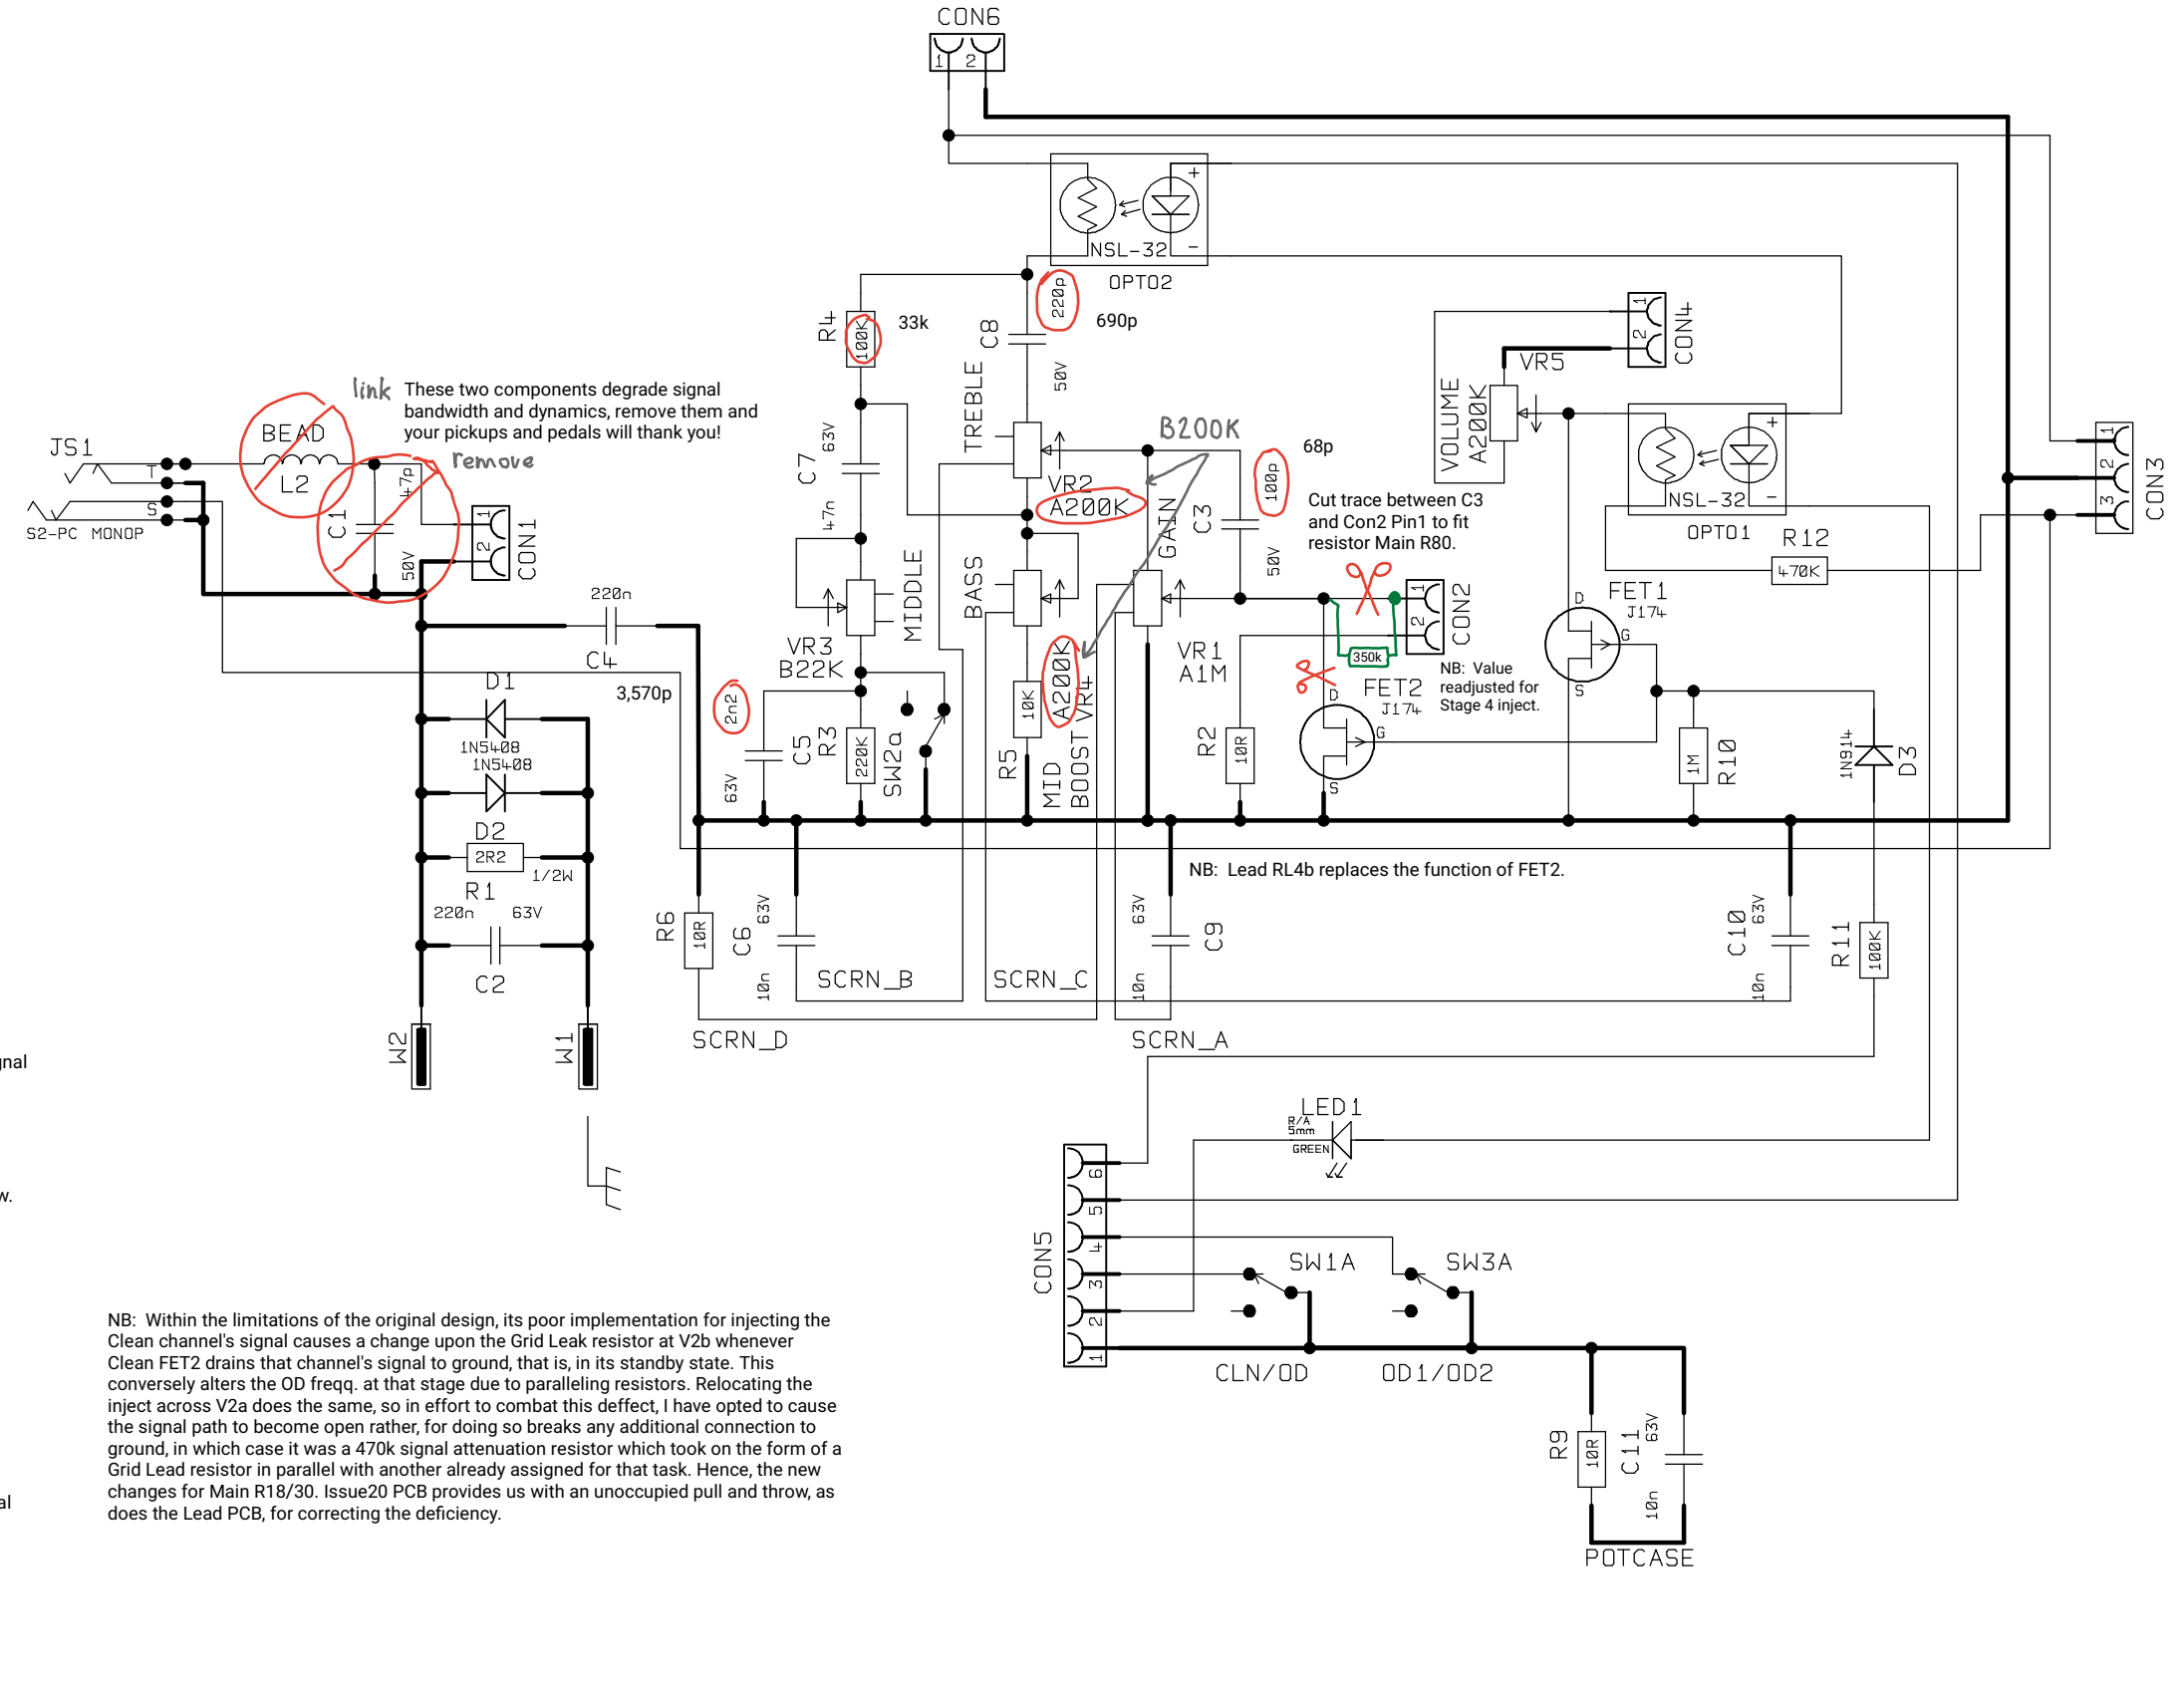 CON6
1 2
+
NSL-32 -
OPTO2
R4 100K 33k
C8 220p 690p
50V
CON4
1
2
VR5
VOLUME
A200K
link These two components degrade signal
bandwidth and dynamics, remove them and
your pickups and pedals will thank you!
remove
JS1
T
S
S2-PC MONOP
BEAD
L2
C1
47p
50V
CON1
1
2
C7
63V
47n
TREBLE
VR2
A200K
B200K
GAIN
C3
100p
68p
50V
Cut trace between C3
and Con2 Pin1 to fit
resistor Main R80.
+
NSL-32 -
OPTO1
R12
470K
CON3
1
2
3
220n
C4
MIDDLE
VR3
B22K
BASS
VR1
A1M
CON2
1
2
350k
NB: Value
readjusted for
Stage 4 inject.
FET1
J174
D
G
S
FET2
J174
D
G
S
3,570p
2n2
C5
63V
R3
220K
SW2a
R5
10K
MID
BOOST VR4
A200K
R2
10R
R10
1M
1N914
D3
D1
1N5408
1N5408
D2
2R2
1/2W
R1
220n 63V
C2
W2
W1
NB: Lead RL4b replaces the function of FET2.
R6
10R
C6
63V
10n
SCRN_B
SCRN_C
C9
63V
10n
C10
63V
10n
R11
100K
SCRN_D
SCRN_A
gnal
w.
al
LED1
R/A
5mm
GREEN
CON5
6
5
4
3
2
1
SW1A
SW3A
CLN/OD
OD1/OD2
R9
10R
C11
63V
10n
POTCASE
NB: Within the limitations of the original design, its poor implementation for injecting the
Clean channel's signal causes a change upon the Grid Leak resistor at V2b whenever
Clean FET2 drains that channel's signal to ground, that is, in its standby state. This
conversely alters the OD freqq. at that stage due to paralleling resistors. Relocating the
inject across V2a does the same, so in effort to combat this deffect, I have opted to cause
the signal path to become open rather, for doing so breaks any additional connection to
ground, in which case it was a 470k signal attenuation resistor which took on the form of a
Grid Lead resistor in parallel with another already assigned for that task. Hence, the new
changes for Main R18/30. Issue20 PCB provides us with an unoccupied pull and throw, as
does the Lead PCB, for correcting the deficiency.